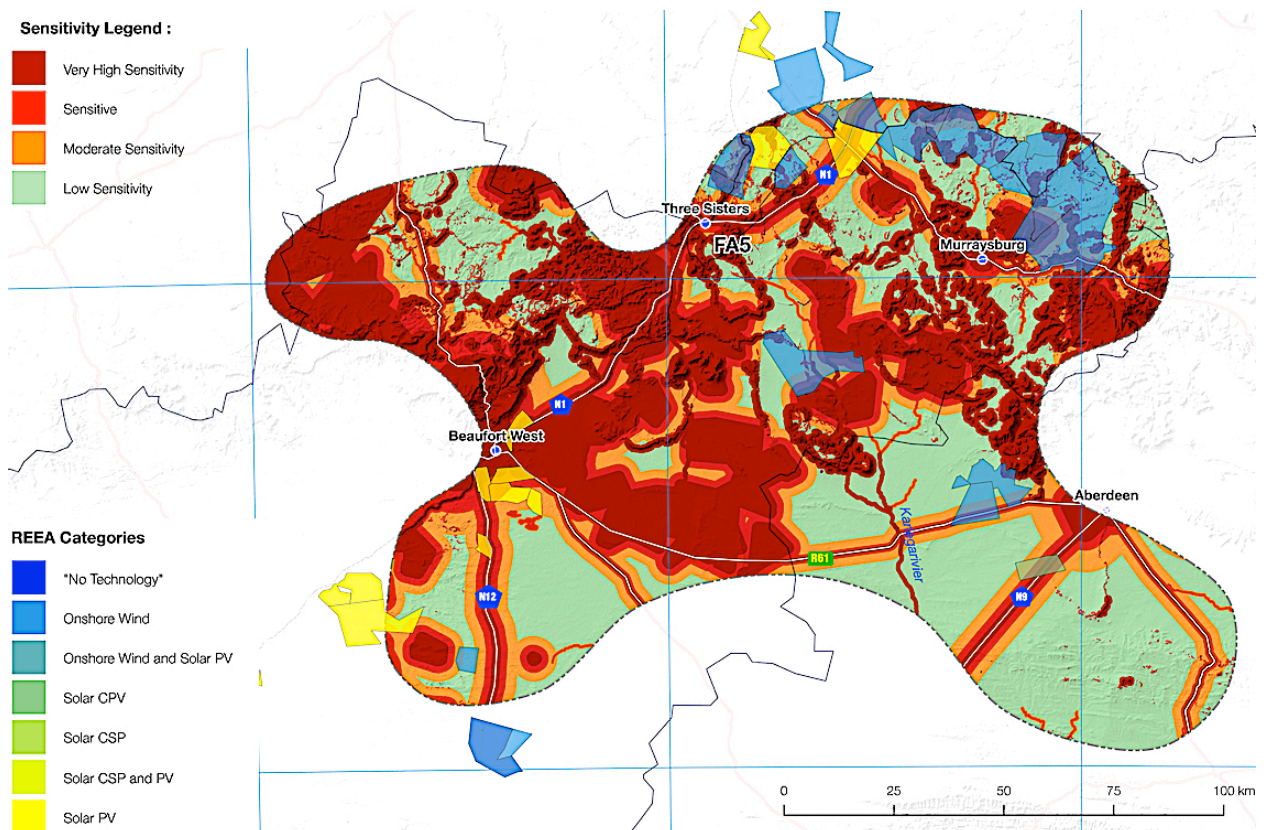 Sensitivity Legend :
Very High Sensitivity
Sensitive
Moderate Sensitivity
Low Sensitivity
N1
Three Sisters
FA5
Murraysburg
N1
Beaufort West
Aberdeen
Kariegarivier
R61
N12
N9
REEA Categories
"No Technology"
Onshore Wind
Onshore Wind and Solar PV
Solar CPV
Solar CSP
Solar CSP and PV
Solar PV
0 25 50 75 100 km